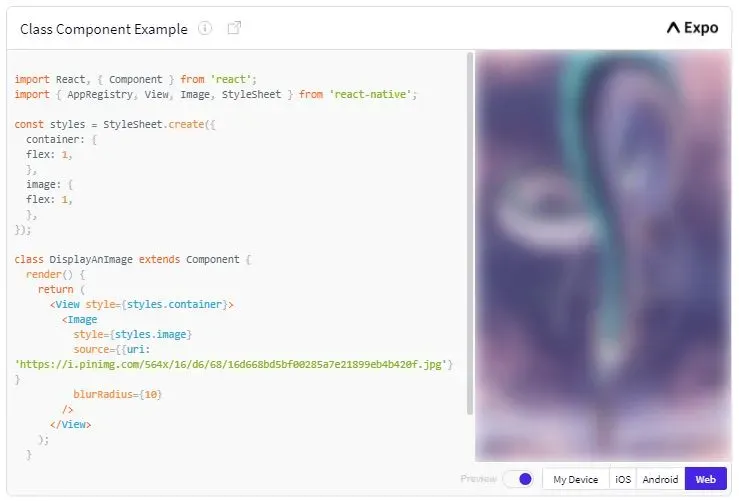 Class Component Example
Expo
import React, { Component } from 'react';
import { AppRegistry, View, Image, StyleSheet } from 'react-native';
const styles = StyleSheet.create({
  container: {
  flex: 1,
  },
  image: {
  flex: 1,
  },
});
class DisplayAnImage extends Component {
  render() {
    return (
      <View style={styles.container}>
        <Image
          style={styles.image}
          source={{uri:
'https://i.pinimg.com/564x/16/d6/68/16d668bd5bf00285a7e21899eb4b420f.jpg'}
}
          blurRadius={10}
        />
      </View>
    );
  }
Preview My Device iOS Android Web